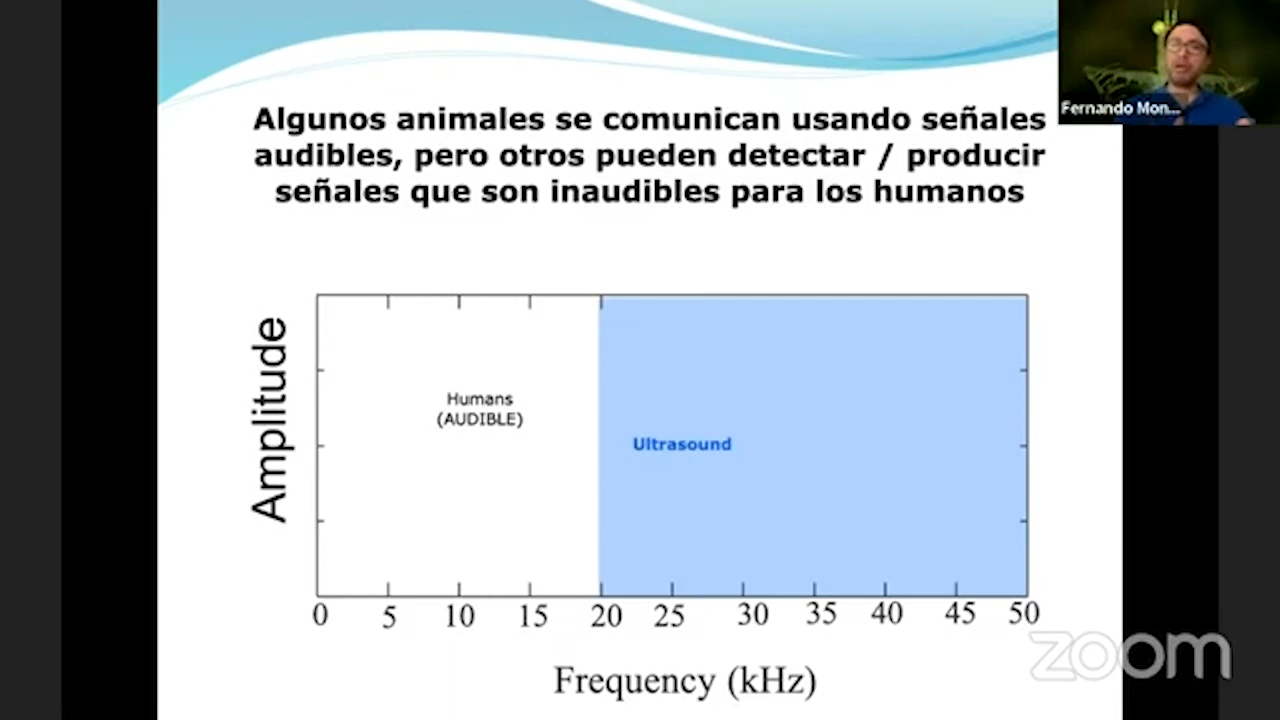 Fernando Mon...
Algunos animales se comunican usando señales
audibles, pero otros pueden detectar / producir
señales que son inaudibles para los humanos
Amplitude
Humans
(AUDIBLE)
Ultrasound
0 5 10 15 20 25 30 35 40 45 50
Frequency (kHz)
zoom